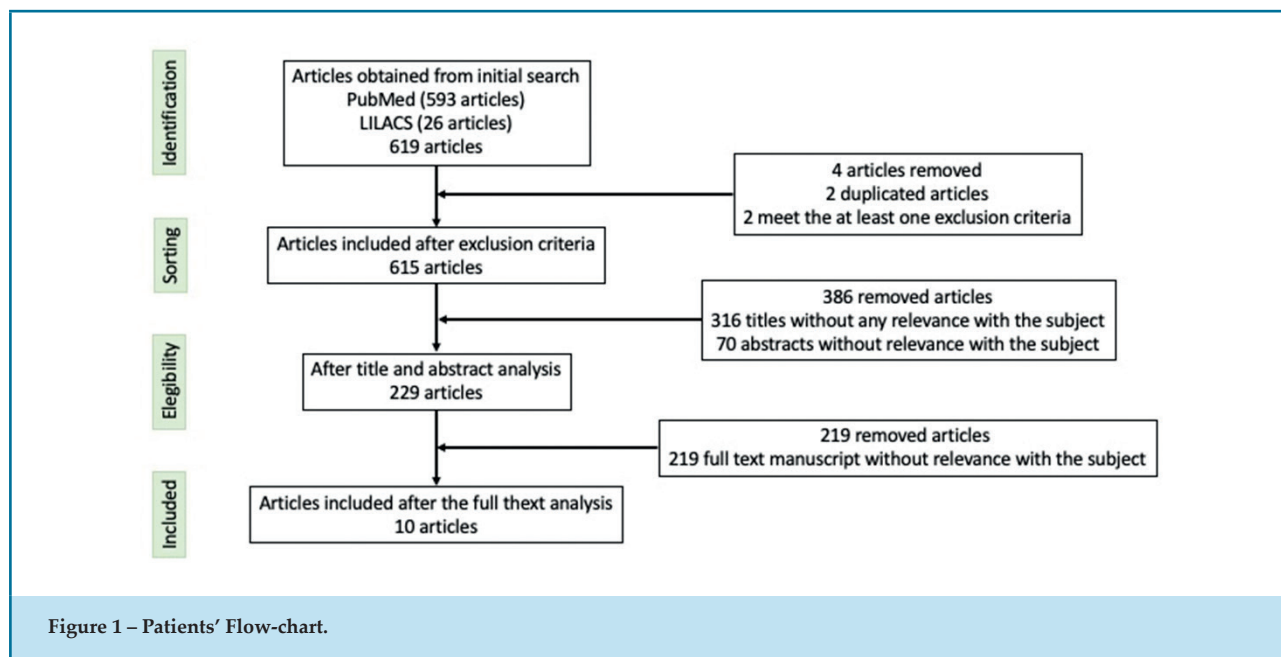 Identification
Articles obtained from initial search
PubMed (593 articles)
LILACS (26 articles)
619 articles
4 articles removed
2 duplicated articles
2 meet the at least one exclusion criteria
Sorting
Articles included after exclusion criteria
615 articles
386 removed articles
316 titles without any relevance with the subject
70 abstracts without relevance with the subject
Elegibility
After title and abstract analysis
229 articles
219 removed articles
219 full text manuscript without relevance with the subject
Included
Articles included after the full thext analysis
10 articles
Figure 1 – Patients’ Flow-chart.